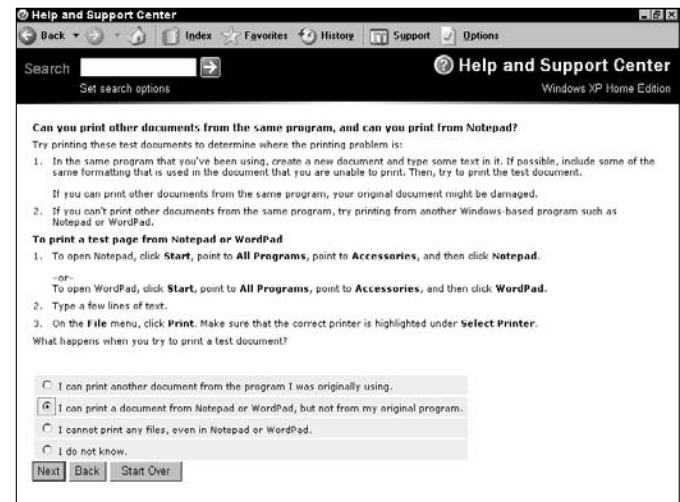 Help and Support Center
Back
Index
Favorites
History
Support
Options
Search
Set search options
Help and Support Center
Windows XP Home Edition
Can you print other documents from the same program, and can you print from Notepad?
Try printing these test documents to determine where the printing problem is:
1. In the same program that you've been using, create a new document and type some text in it. If possible, include some of the
same formatting that is used in the document that you are unable to print. Then, try to print the test document.
If you can print other documents from the same program, your original document might be damaged.
2. If you can't print other documents from the same program, try printing from another Windows-based program such as
Notepad or WordPad.
To print a test page from Notepad or WordPad
1. To open Notepad, click Start, point to All Programs, point to Accessories, and then click Notepad.
-or-
To open WordPad, click Start, point to All Programs, point to Accessories, and then click WordPad.
2. Type a few lines of text.
3. On the File menu, click Print. Make sure that the correct printer is highlighted under Select Printer.
What happens when you try to print a test document?
I can print another document from the program I was originally using.
I can print a document from Notepad or WordPad, but not from my original program.
I cannot print any files, even in Notepad or WordPad.
I do not know.
Next
Back
Start Over